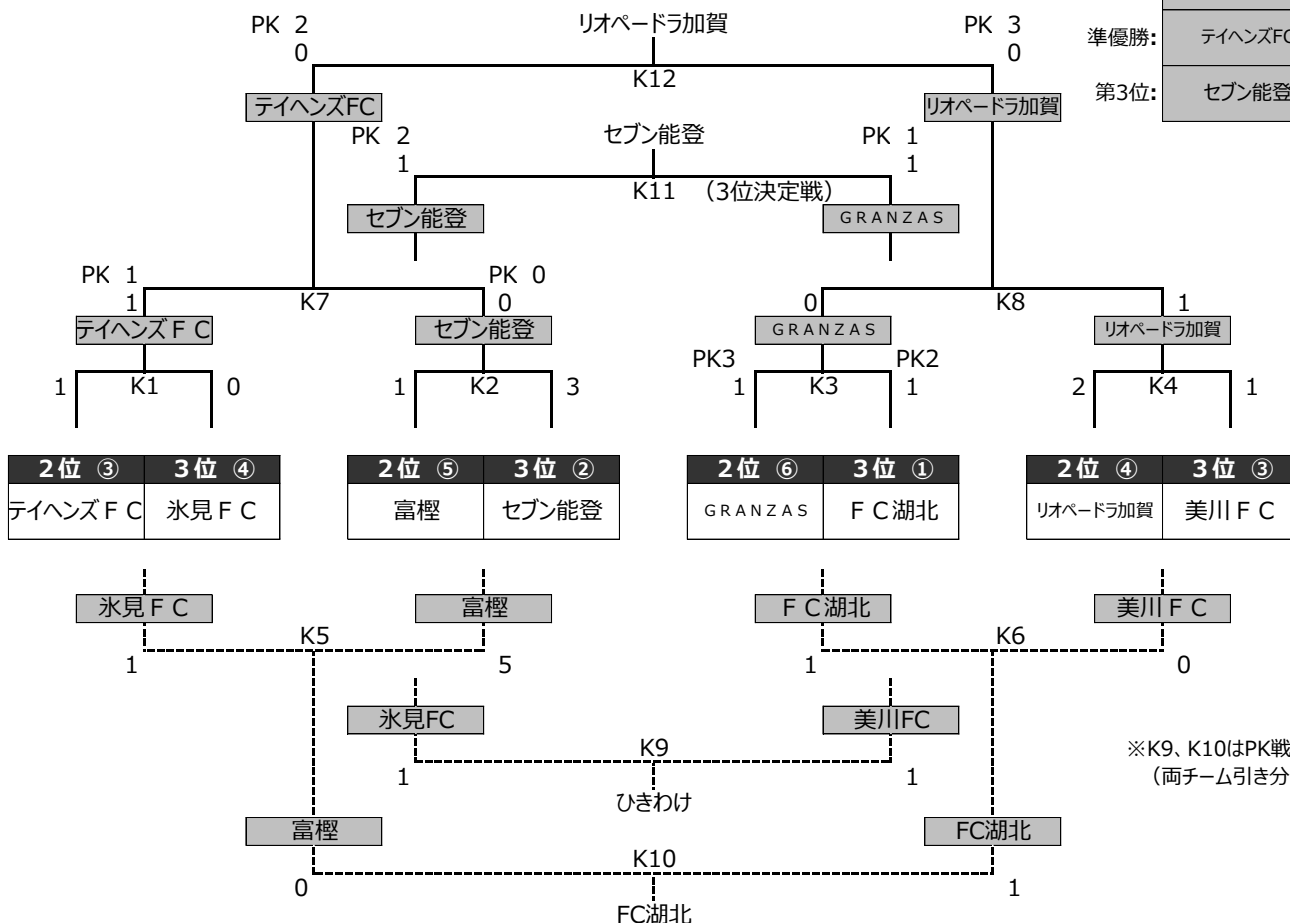 PK 2 リオペードラ加賀 PK 3
0 0 準優勝: テイヘンズFC
K12
テイヘンズFC リオペードラ加賀 第3位: セブン能登
PK 2 セブン能登 PK 1
1 1
K11 （3位決定戦）
セブン能登 GRANZAS
PK 1 PK 0
1 K7 0 0 K8 1
テイヘンズＦＣ セブン能登 GRANZAS リオペードラ加賀
PK3 PK2
1 K1 0 1 K2 3 1 K3 1 2 K4 1
2位 ③ 3位 ④ 2位 ⑤ 3位 ② 2位 ⑥ 3位 ① 2位 ④ 3位 ③
テイヘンズＦＣ 氷見ＦＣ 富樫 セブン能登 GRANZAS ＦＣ湖北 リオペードラ加賀 美川ＦＣ
氷見ＦＣ 富樫 ＦＣ湖北 美川ＦＣ
K5 K6
1 5 1 0
氷見FC 美川FC
K9
1 1
※K9、K10はPK戦
ひきわけ
（両チーム引き分
富樫 FC湖北
K10
0 1
FC湖北